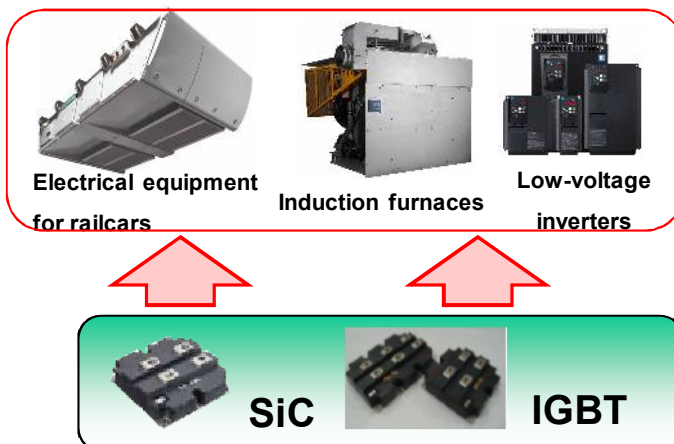 Electrical equipment
for railcars
Induction furnaces
Low-voltage
inverters
SiC
IGBT